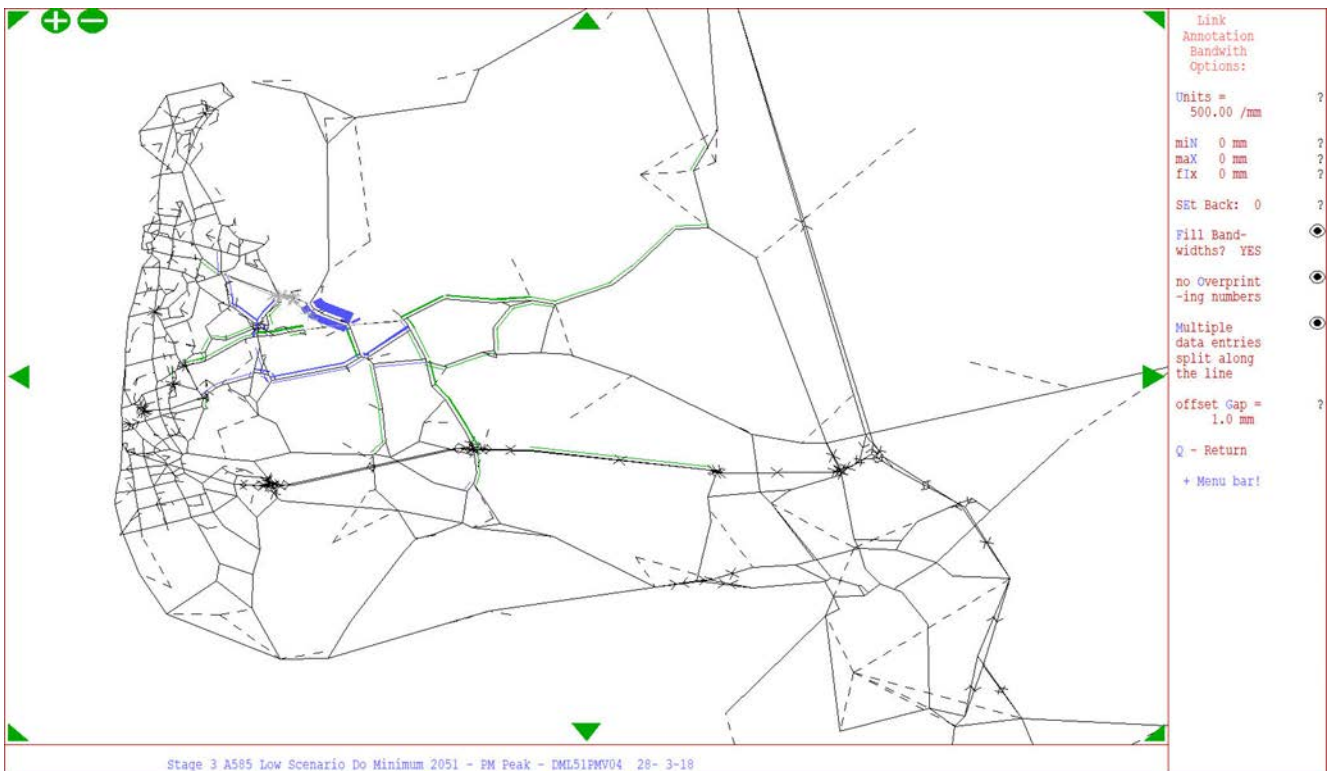 Link
Annotation
Bandwith
Options:
Units = ?
500.00 /mm
miN 0 mm ?
maX 0 mm ?
fIx 0 mm ?
SEt Back: 0 ?
Fill Band-
widths? YES
no Overprint
-ing numbers
Multiple
data entries
split along
the line
offset Gap = ?
1.0 mm
Q - Return
+ Menu bar!
Stage 3 A585 Low Scenario Do Minimum 2051 - PM Peak - DML51PMV04 28- 3-18